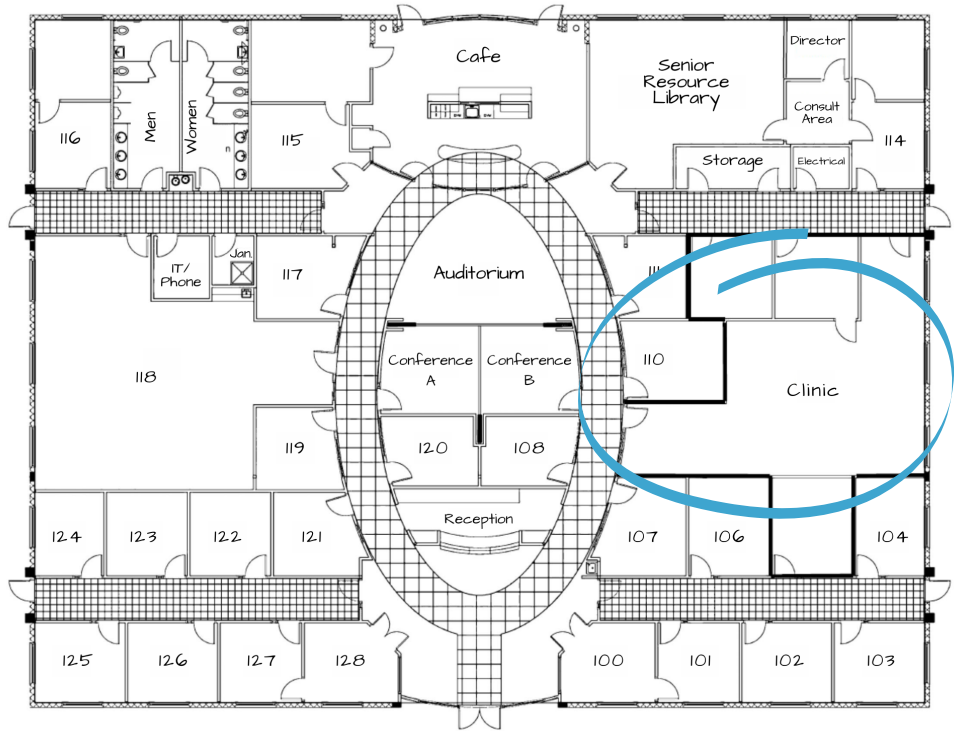 Cafe
Director
Senior
Resource
Library
Consult
Area
116
Men
Women
115
114
Storage
Electrical
IT/
Phone
Jan.
117
Auditorium
118
Conference
A
Conference
B
110
Clinic
119
120
108
Reception
124
123
122
121
107
106
104
125
126
127
128
100
101
102
103